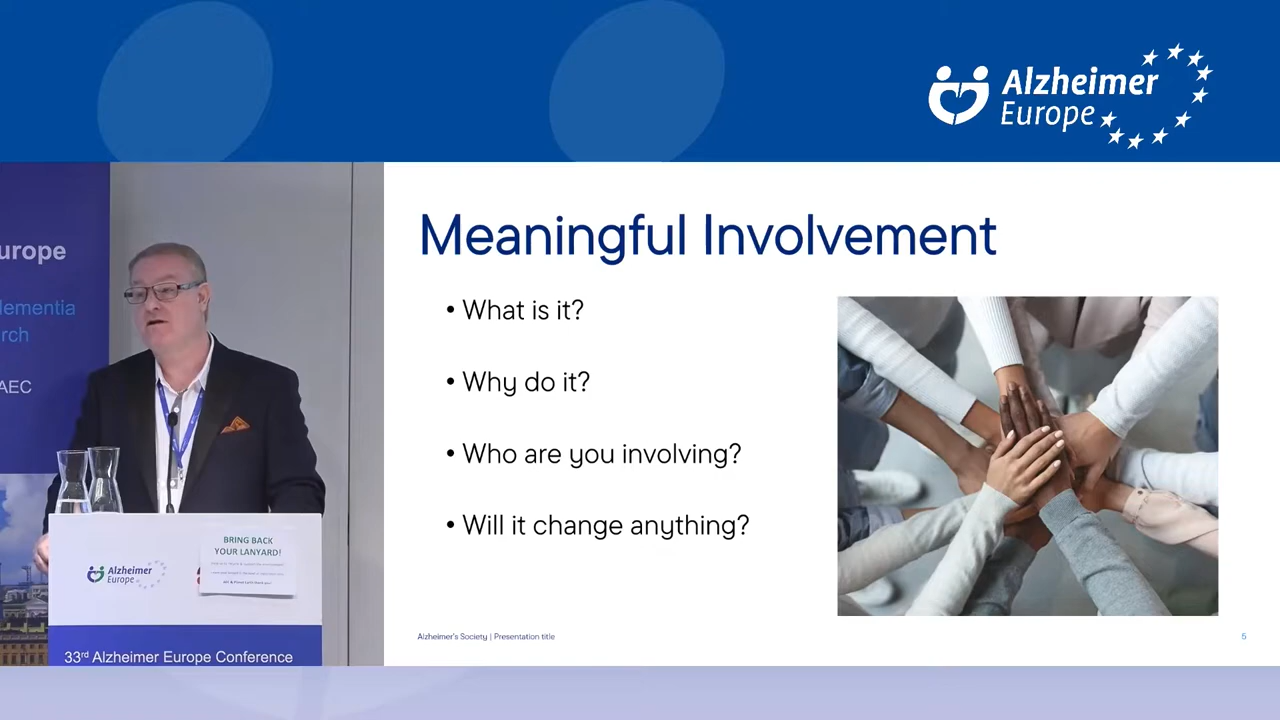 Alzheimer
Europe
urope
dementia
rch
AEC
BRING BACK
YOUR LANYARD!
Alzheimer
Europe
33rd Alzheimer Europe Conference
Meaningful Involvement
• What is it?
• Why do it?
• Who are you involving?
• Will it change anything?
Alzheimer's Society | Presentation title
5